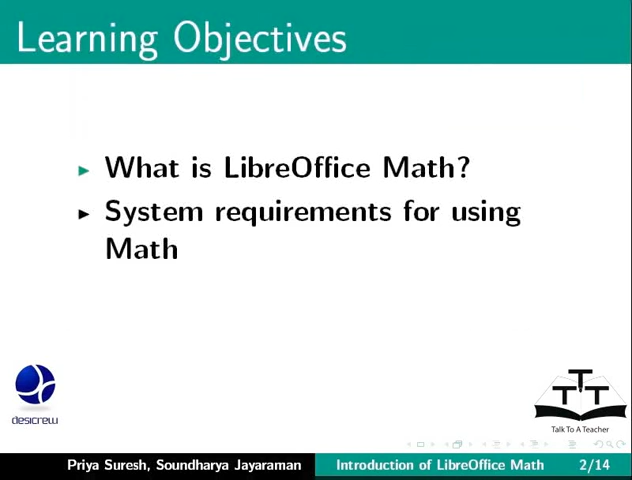 Learning Objectives
What is LibreOffice Math?
System requirements for using
Math
desicrew
TTT
Talk To A Teacher
Priya Suresh, Soundharya Jayaraman
Introduction of LibreOffice Math
2/14